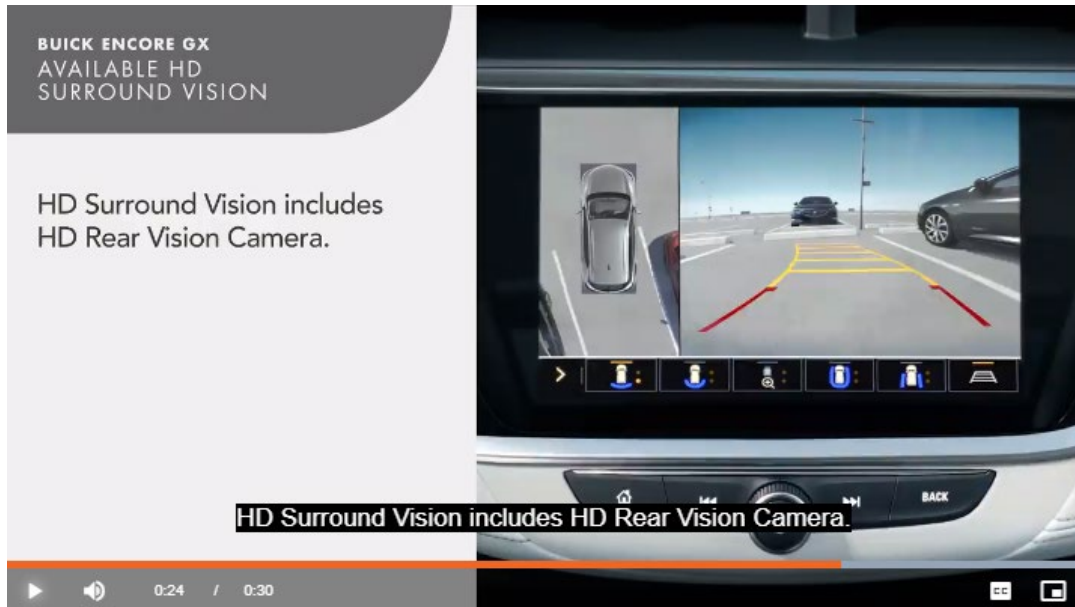 BUICK ENCORE GX
AVAILABLE HD
SURROUND VISION
HD Surround Vision includes
HD Rear Vision Camera.
BACK
HD Surround Vision includes HD Rear Vision Camera.
0:24 / 0:30
CC